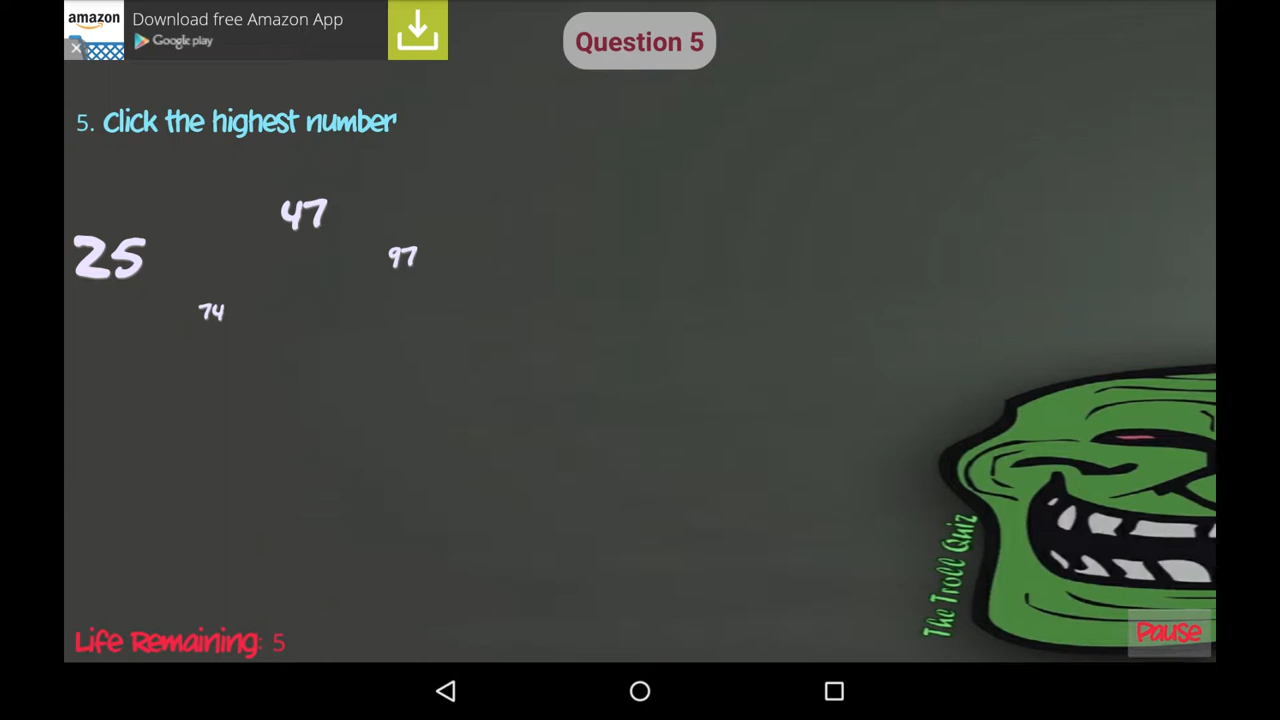 amazon
Download free Amazon App
Google play
Question 5
5. Click the highest number
47
25
97
74
The Troll Quiz
Life Remaining: 5
Pause